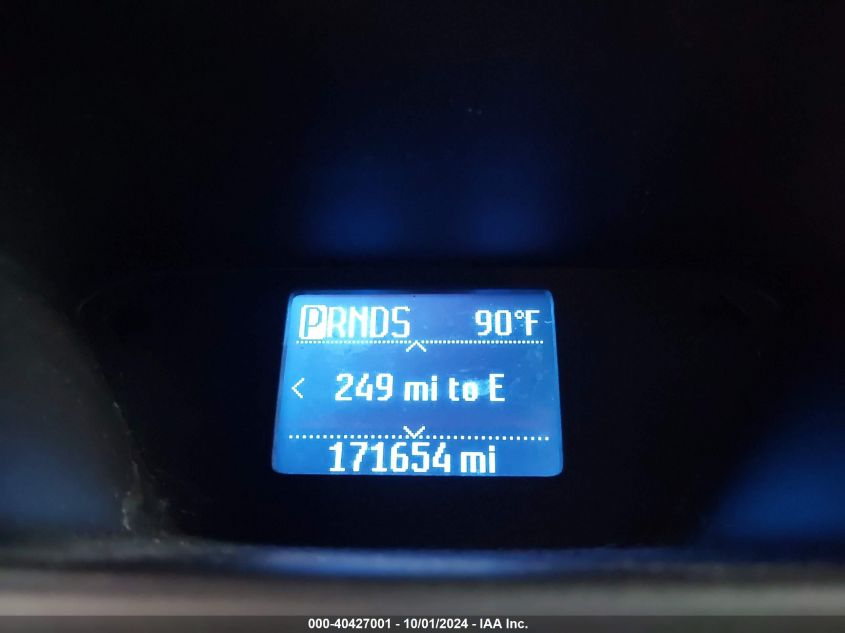 PRNDS 90°F
249 mi to E
171654 mi
000-40427001 - 10/01/2024 - IAA Inc.